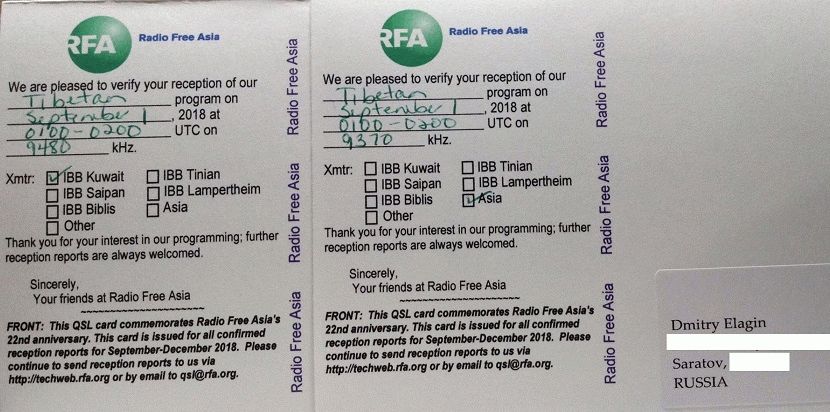 RFA Radio Free Asia
We are pleased to verify your reception of our
Tibetan program on
September 1, 2018 at
0100-0200 UTC on
9480 kHz.
Xmtr: IBB Kuwait IBB Tinian
IBB Saipan IBB Lampertheim
IBB Biblis Asia
Other
Thank you for your interest in our programming; further
reception reports are always welcomed.
Sincerely,
Your friends at Radio Free Asia
~~~~~~~~~~~~~~~~~~~~
FRONT: This QSL card commemorates Radio Free Asia's
22nd anniversary. This card is issued for all confirmed
reception reports for September-December 2018. Please
continue to send reception reports to us via
http://techweb.rfa.org or by email to qsl@rfa.org.
Radio Free Asia
Radio Free Asia
Radio Free Asia
RFA Radio Free Asia
We are pleased to verify your reception of our
Tibetan program on
September 1, 2018 at
0100-0200 UTC on
9370 kHz.
Xmtr: IBB Kuwait IBB Tinian
IBB Saipan IBB Lampertheim
IBB Biblis Asia
Other
Thank you for your interest in our programming; further
reception reports are always welcomed.
Sincerely,
Your friends at Radio Free Asia
~~~~~~~~~~~~~~~~~~~~
FRONT: This QSL card commemorates Radio Free Asia's
22nd anniversary. This card is issued for all confirmed
reception reports for September-December 2018. Please
continue to send reception reports to us via
http://techweb.rfa.org or by email to qsl@rfa.org.
Radio Free Asia
Radio Free Asia
Radio Free Asia
Dmitry Elagin
Saratov,
RUSSIA